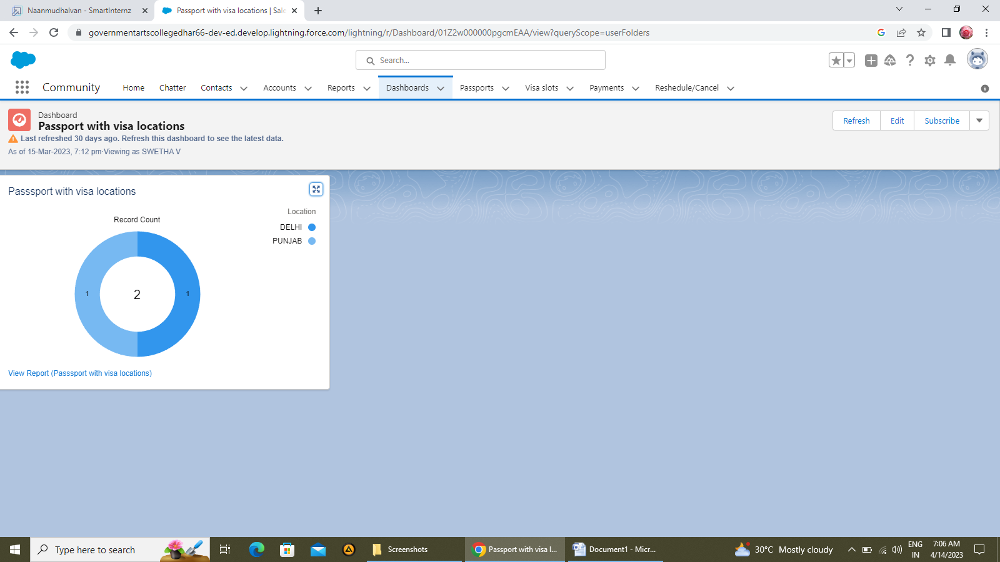 Naanmudhalvan - SmartInternz
Passport with visa locations | Sale
governmentartscollegedhar66-dev-ed.develop.lightning.force.com/lightning/r/Dashboard/01Z2w000000pgcmEAA/view?queryScope=userFolders
Search...
Community
Home
Chatter
Contacts
Accounts
Reports
Dashboards
Passports
Visa slots
Payments
Reshedule/Cancel
Dashboard
Passport with visa locations
Last refreshed 30 days ago. Refresh this dashboard to see the latest data.
As of 15-Mar-2023, 7:12 pm·Viewing as SWETHA V
Refresh
Edit
Subscribe
Passsport with visa locations
Location
DELHI
PUNJAB
Record Count
1
2
1
View Report (Passsport with visa locations)
Type here to search
Screenshots
Passport with visa l...
Document1 - Micr...
30°C Mostly cloudy
ENG
IN
7:06 AM
4/14/2023